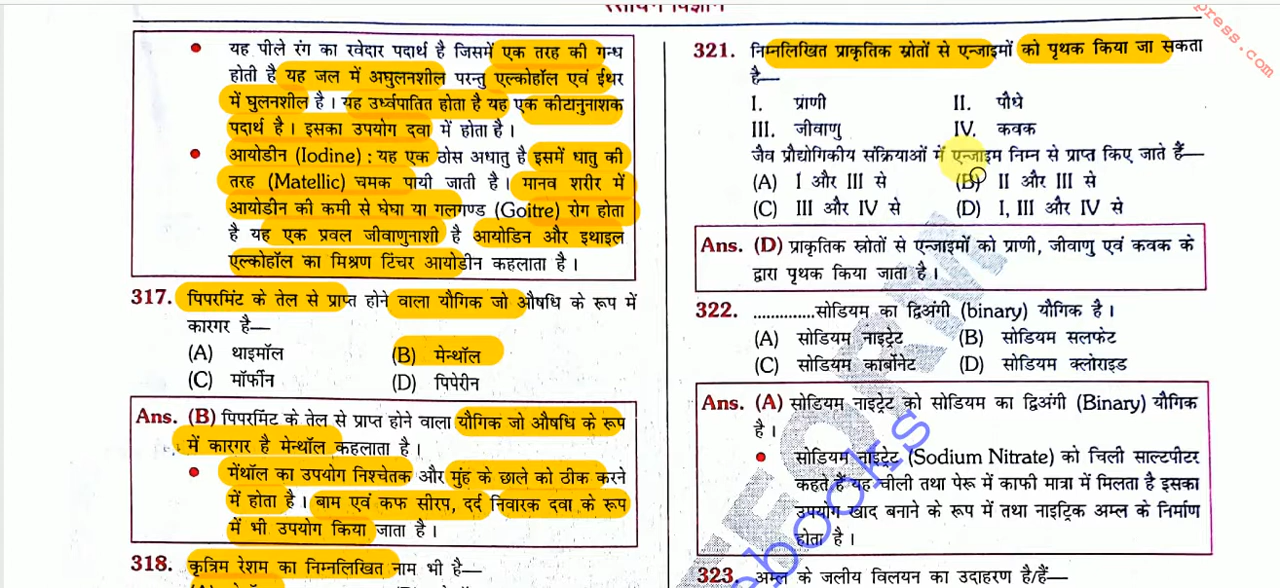 रसायन विज्ञान
press.com
● यह पीले रंग का रवेदार पदार्थ है जिसमें एक तरह की गन्ध
होती है यह जल में अघुलनशील परन्तु एल्कोहॉल एवं ईथर
में घुलनशील है। यह उर्ध्वपातित होता है यह एक कीटानुनाशक
पदार्थ है। इसका उपयोग दवा में होता है।
● आयोडीन (Iodine) : यह एक ठोस अधातु है इसमें धातु की
तरह (Matellic) चमक पायी जाती है। मानव शरीर में
आयोडीन की कमी से घेघा या गलगण्ड (Goitre) रोग होता
है यह एक प्रवल जीवाणुनाशी है आयोडिन और इथाइल
एल्कोहॉल का मिश्रण टिंचर आयोडीन कहलाता है।
317. पिपरमिंट के तेल से प्राप्त होने वाला यौगिक जो औषधि के रूप में
कारगर है—
(A) थाइमॉल (B) मेन्थॉल
(C) मॉर्फीन (D) पिपेरीन
Ans. (B) पिपरमिंट के तेल से प्राप्त होने वाला यौगिक जो औषधि के रूप
में कारगर है मेन्थॉल कहलाता है।
● मेंथॉल का उपयोग निश्चेतक और मुंह के छाले को ठीक करने
में होता है। बाम एवं कफ सीरप, दर्द निवारक दवा के रूप
में भी उपयोग किया जाता है।
318. कृत्रिम रेशम का निम्नलिखित नाम भी है—
321. निम्नलिखित प्राकृतिक स्रोतों से एन्जाइमों को पृथक किया जा सकता
है—
I. प्राणी II. पौधे
III. जीवाणु IV. कवक
जैव प्रौद्योगिकीय संक्रियाओं में एन्जाइम निम्न से प्राप्त किए जाते हैं—
(A) I और III से (B) II और III से
(C) III और IV से (D) I, III और IV से
Ans. (D) प्राकृतिक स्रोतों से एन्जाइमों को प्राणी, जीवाणु एवं कवक के
द्वारा पृथक किया जाता है।
322. ..............सोडियम का द्विअंगी (binary) यौगिक है।
(A) सोडियम नाइट्रेट (B) सोडियम सलफेट
(C) सोडियम कार्बोनेट (D) सोडियम क्लोराइड
Ans. (A) सोडियम नाइट्रेट को सोडियम का द्विअंगी (Binary) यौगिक
है।
● सोडियम नाइट्रेट (Sodium Nitrate) को चिली साल्टपीटर
कहते हैं यह चीली तथा पेरू में काफी मात्रा में मिलता है इसका
उपयोग खाद बनाने के रूप में तथा नाइट्रिक अम्ल के निर्माण
होता है।
323. अम्ल के जलीय विलयन का उदाहरण है/हैं—
ebooks